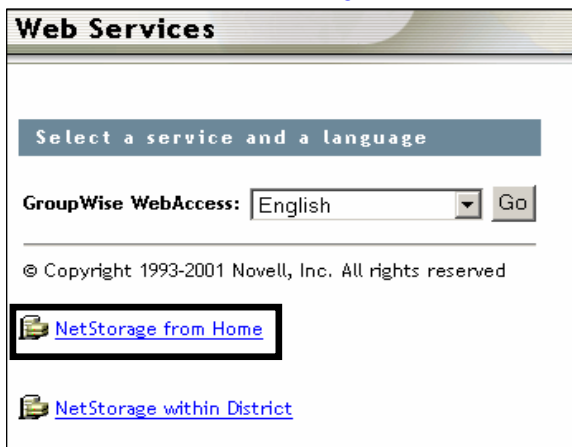 Web Services
Select a service and a language
GroupWise WebAccess: English Go
© Copyright 1993-2001 Novell, Inc. All rights reserved
NetStorage from Home
NetStorage within District